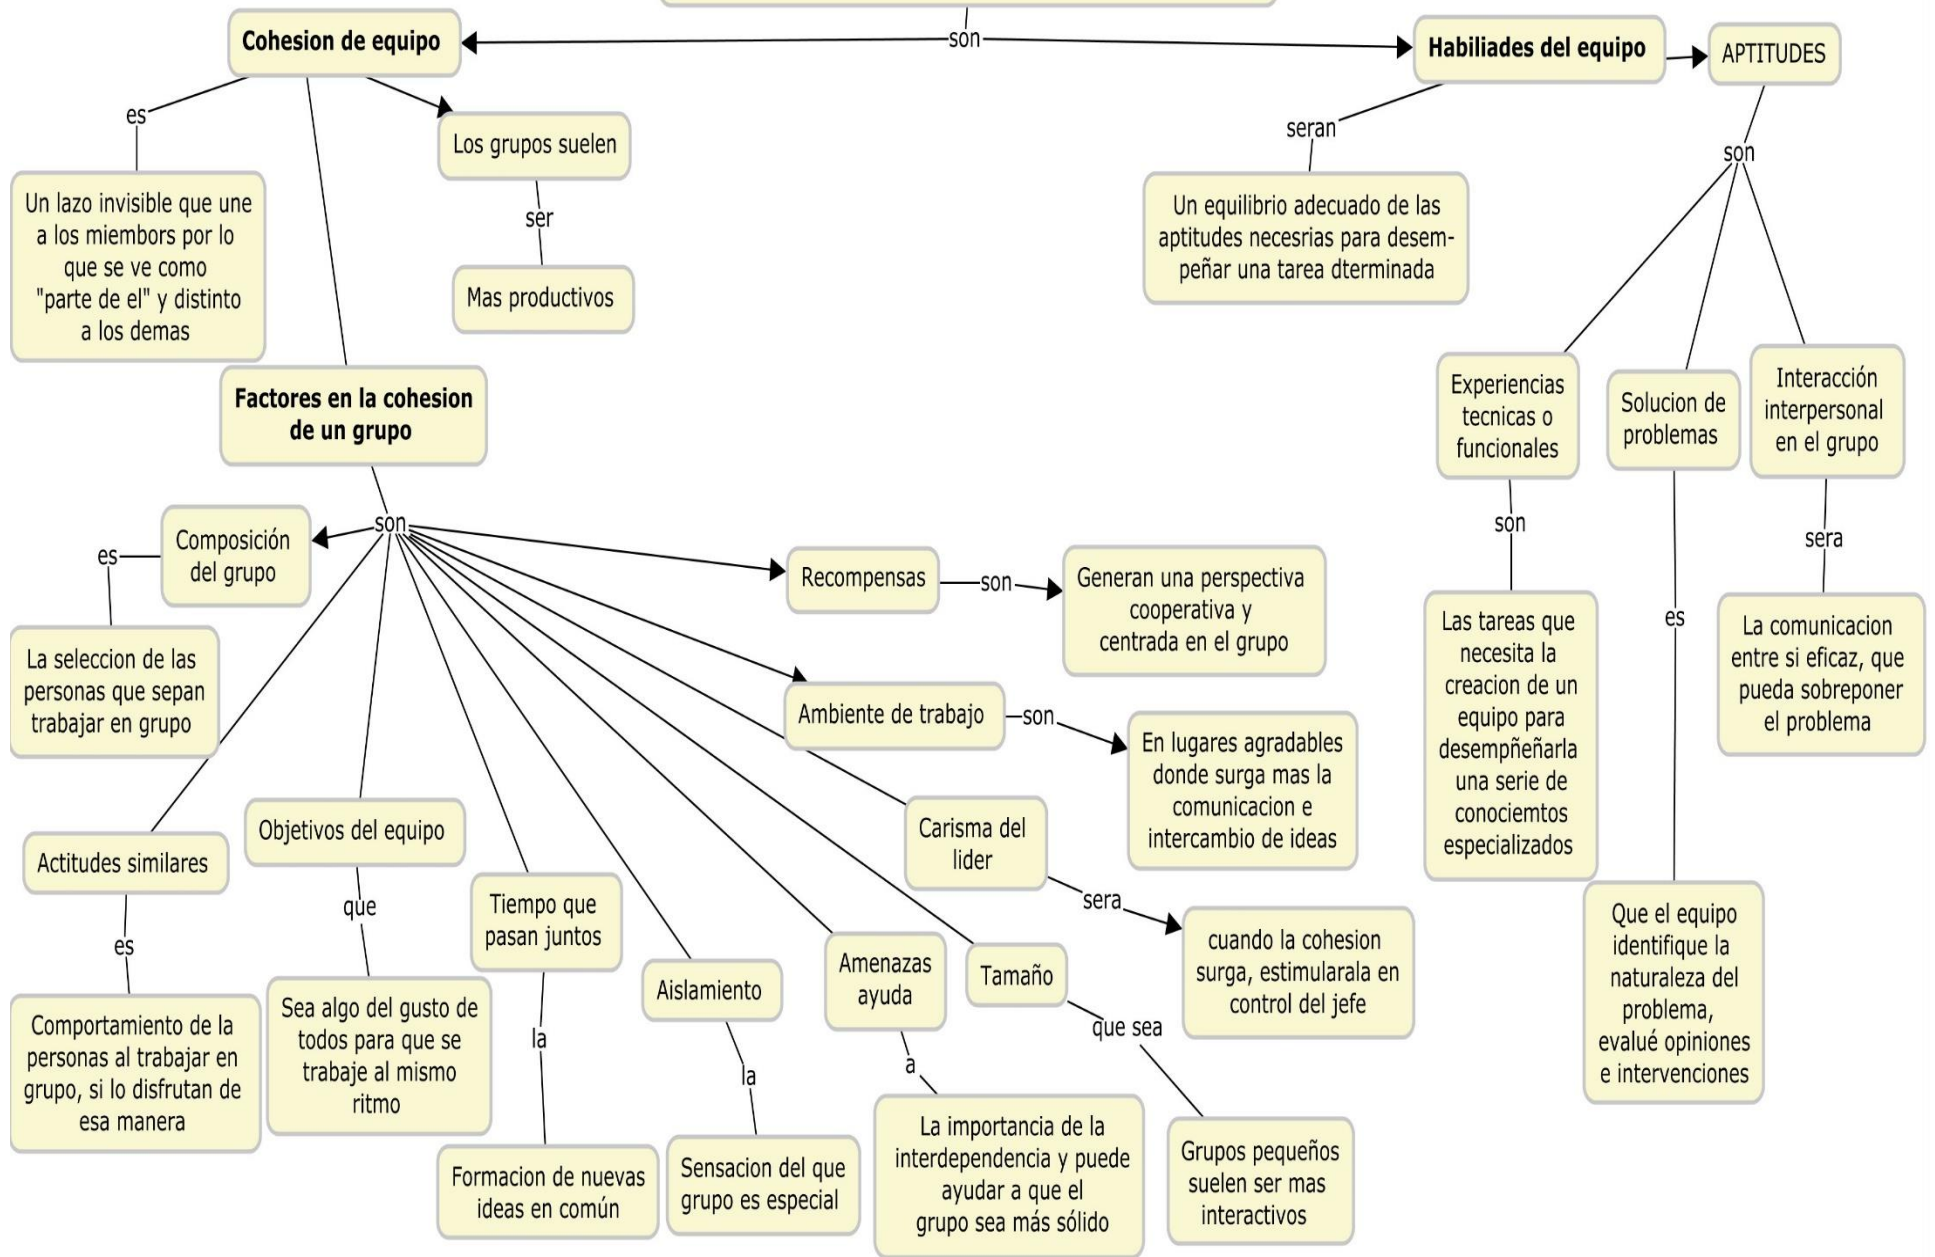 son
Cohesion de equipo
Habiliades del equipo
APTITUDES
es
Los grupos suelen
seran
son
Un lazo invisible que une
a los miembors por lo
que se ve como
"parte de el" y distinto
a los demas
ser
Mas productivos
Un equilibrio adecuado de las
aptitudes necesrias para desem-
peñar una tarea dterminada
Factores en la cohesion
de un grupo
Experiencias
tecnicas o
funcionales
Solucion de
problemas
Interacción
interpersonal
en el grupo
son
Composición
del grupo
es
La seleccion de las
personas que sepan
trabajar en grupo
Recompensas
son
Generan una perspectiva
cooperativa y
centrada en el grupo
son
es
sera
Las tareas que
necesita la
creacion de un
equipo para
desempñeñarla
una serie de
conociemtos
especializados
La comunicacion
entre si eficaz, que
pueda sobreponer
el problema
Ambiente de trabajo
son
En lugares agradables
donde surga mas la
comunicacion e
intercambio de ideas
Carisma del
lider
sera
cuando la cohesion
surga, estimularala en
control del jefe
Que el equipo
identifique la
naturaleza del
problema,
evalué opiniones
e intervenciones
Actitudes similares
es
Comportamiento de la
personas al trabajar en
grupo, si lo disfrutan de
esa manera
Objetivos del equipo
que
Sea algo del gusto de
todos para que se
trabaje al mismo
ritmo
Tiempo que
pasan juntos
la
Formacion de nuevas
ideas en común
Aislamiento
la
Sensacion del que
grupo es especial
Amenazas
ayuda
a
La importancia de la
interdependencia y puede
ayudar a que el
grupo sea más sólido
Tamaño
que sea
Grupos pequeños
suelen ser mas
interactivos